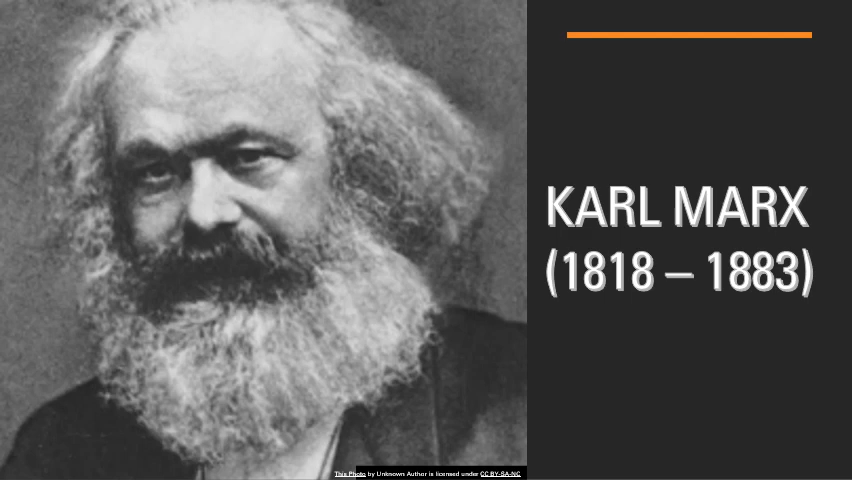 KARL MARX
(1818 – 1883)
This Photo by Unknown Author is licensed under CC BY-SA-NC